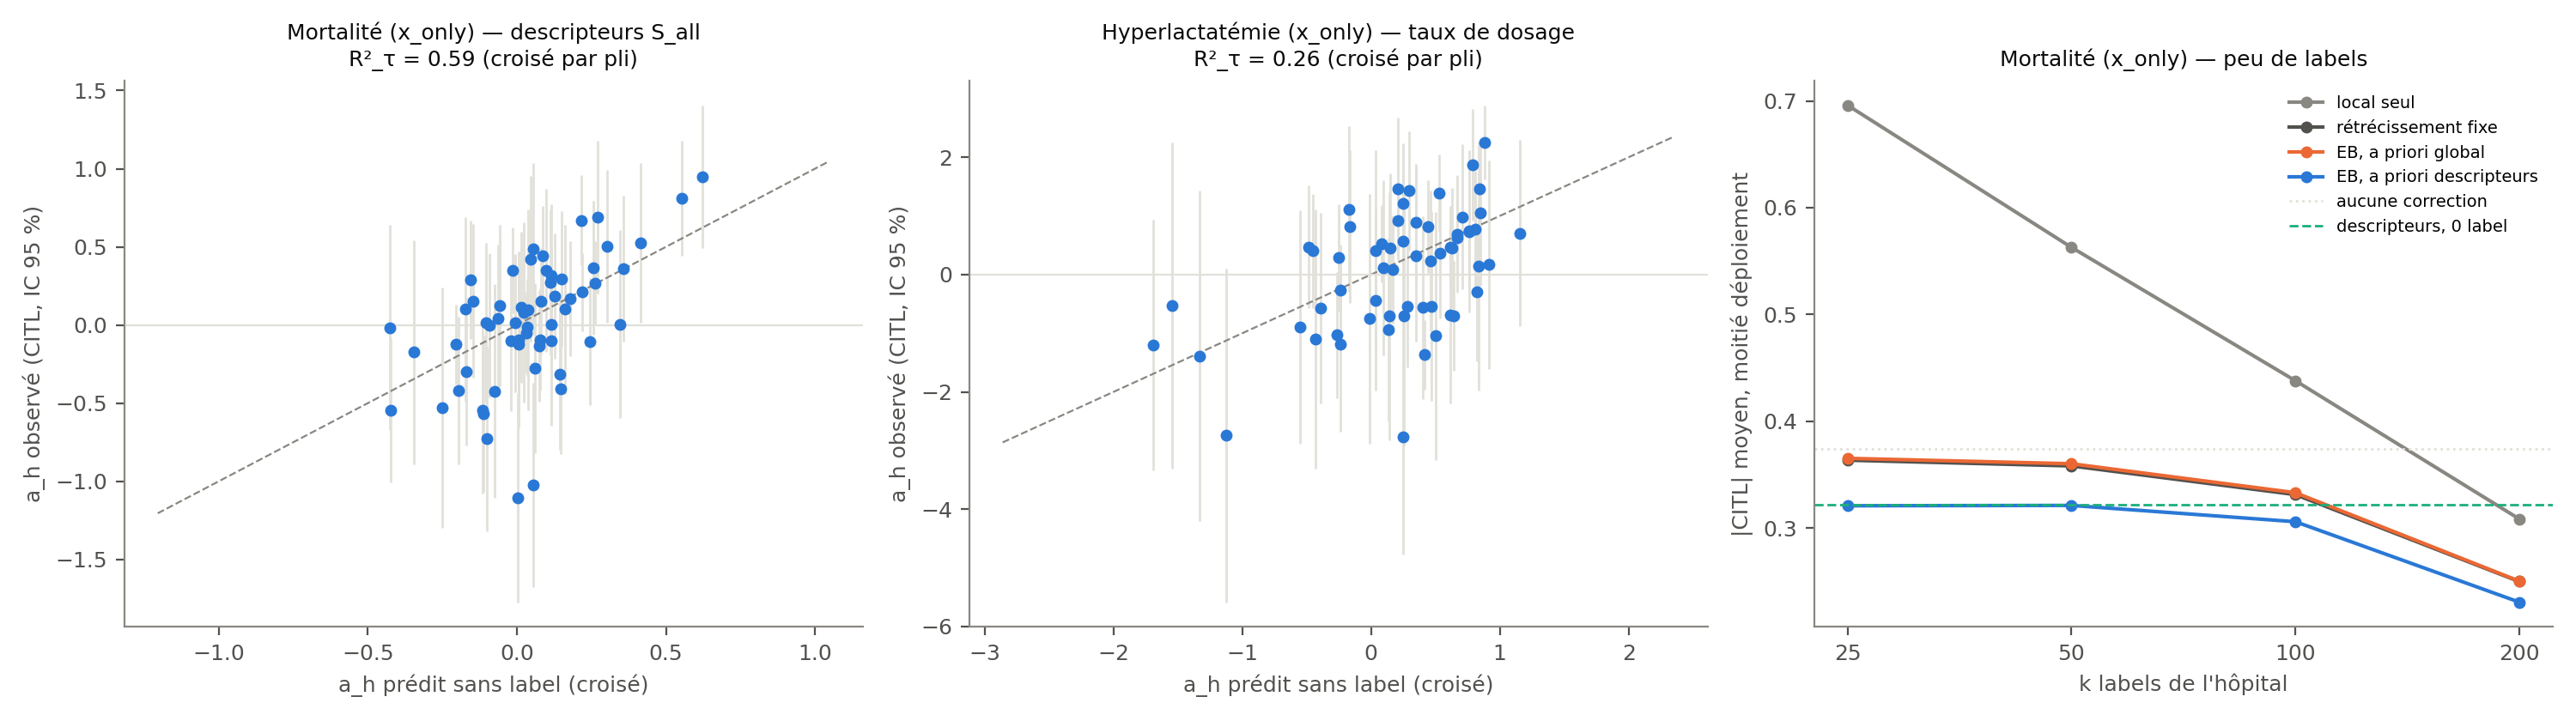 Mortalité (x_only) — descripteurs S_all
R²_τ = 0.59 (croisé par pli)
a_h observé (CITL, IC 95 %)
1.5
1.0
0.5
0.0
−0.5
−1.0
−1.5
−1.0
−0.5
0.0
0.5
1.0
a_h prédit sans label (croisé)
Hyperlactatémie (x_only) — taux de dosage
R²_τ = 0.26 (croisé par pli)
a_h observé (CITL, IC 95 %)
2
0
−2
−4
−6
−3
−2
−1
0
1
2
a_h prédit sans label (croisé)
Mortalité (x_only) — peu de labels
|CITL| moyen, moitié déploiement
0.7
0.6
0.5
0.4
0.3
local seul
rétrécissement fixe
EB, a priori global
EB, a priori descripteurs
aucune correction
descripteurs, 0 label
25
50
100
200
k labels de l'hôpital